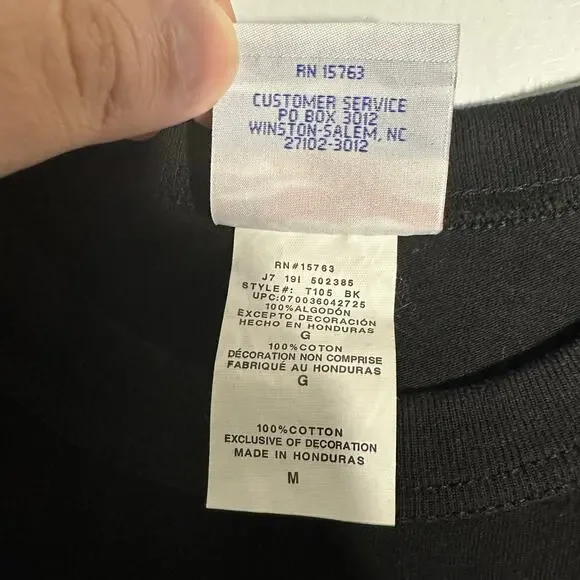 RN 15763
CUSTOMER SERVICE
PO BOX 3012
WINSTON-SALEM, NC
27102-3012
RN#15763
J7 19I 502385
STYLE#: T105 BK
UPC:070036042725
100%ALGODÓN
EXCEPTO DECORACIÓN
HECHO EN HONDURAS
G
100%COTON
DÉCORATION NON COMPRISE
FABRIQUÉ AU HONDURAS
G
100%COTTON
EXCLUSIVE OF DECORATION
MADE IN HONDURAS
M